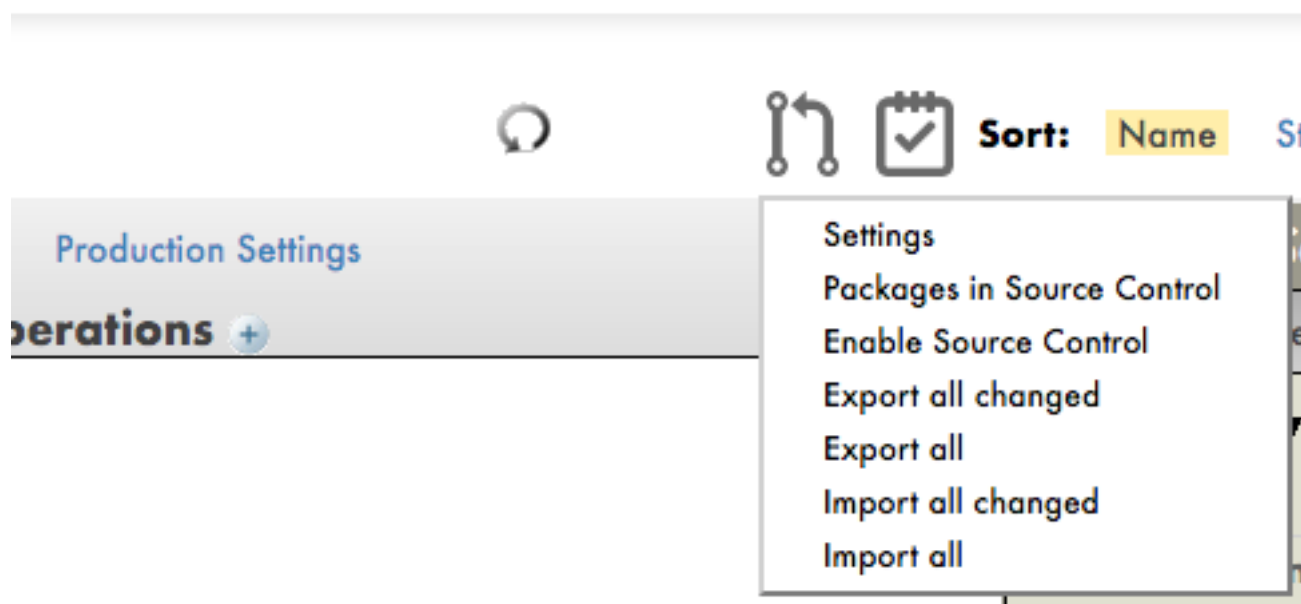 Sort: Name
Production Settings
perations
Settings
Packages in Source Control
Enable Source Control
Export all changed
Export all
Import all changed
Import all